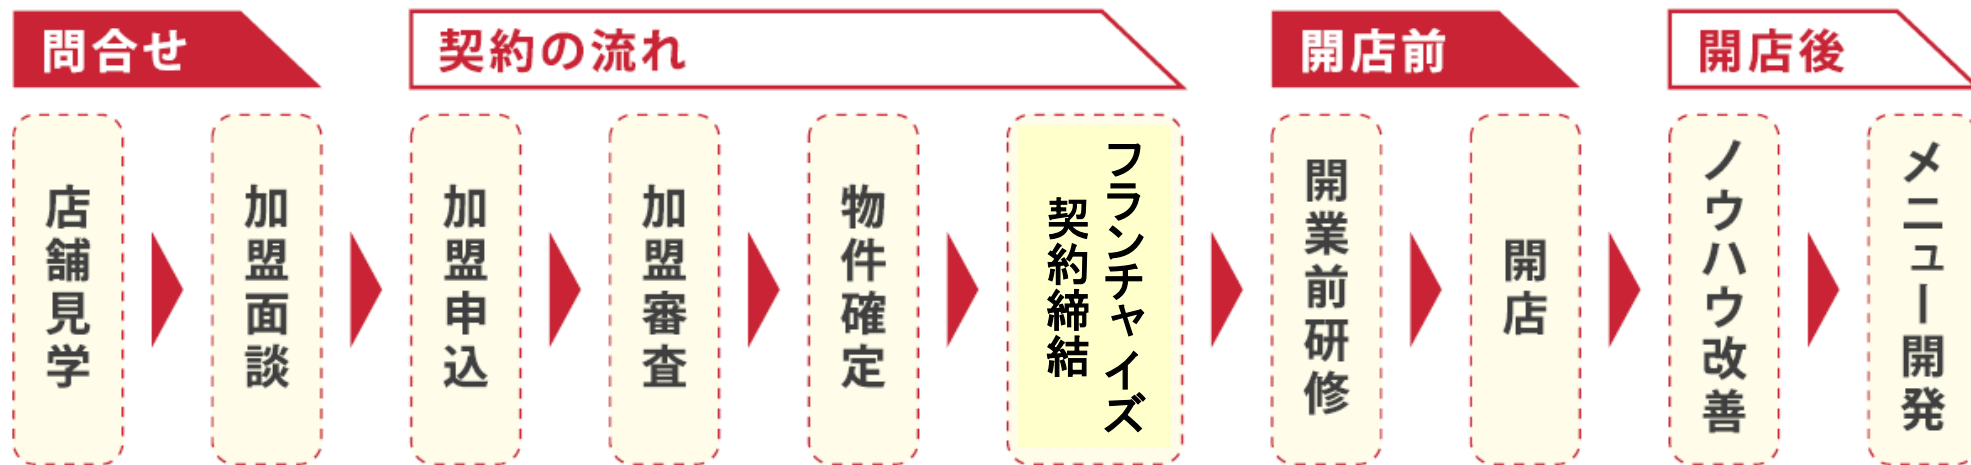 問合せ
契約の流れ
開店前
開店後
店舗見学
加盟面談
加盟申込
加盟審査
物件確定
フランチャイズ
契約締結
開業前研修
開店
ノウハウ改善
メニュー開発